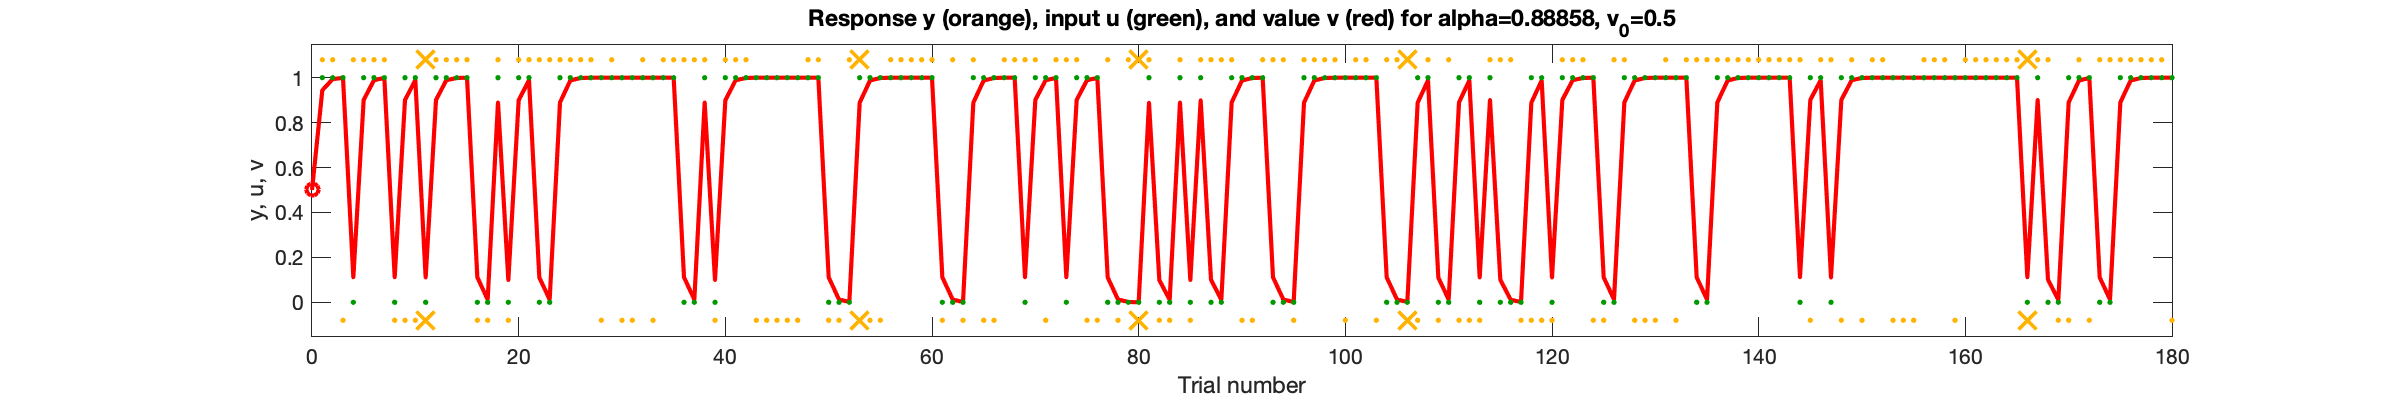 Response y (orange), input u (green), and value v (red) for alpha=0.88858, v_0=0.5
y, u, v
1
0.8
0.6
0.4
0.2
0
0 20 40 60 80 100 120 140 160 180
Trial number